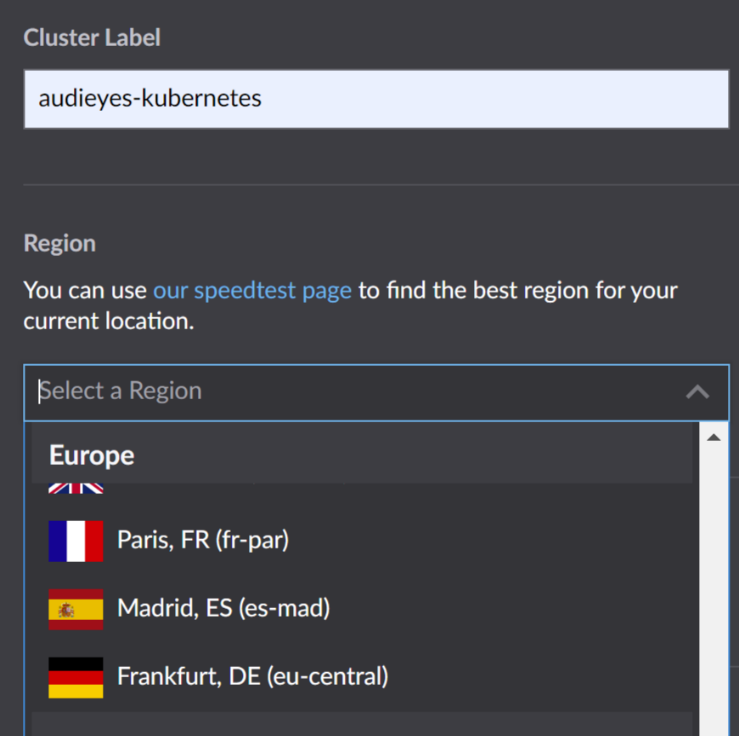 Cluster Label
audieyes-kubernetes
Region
You can use our speedtest page to find the best region for your
current location.
Select a Region
Europe
Paris, FR (fr-par)
Madrid, ES (es-mad)
Frankfurt, DE (eu-central)